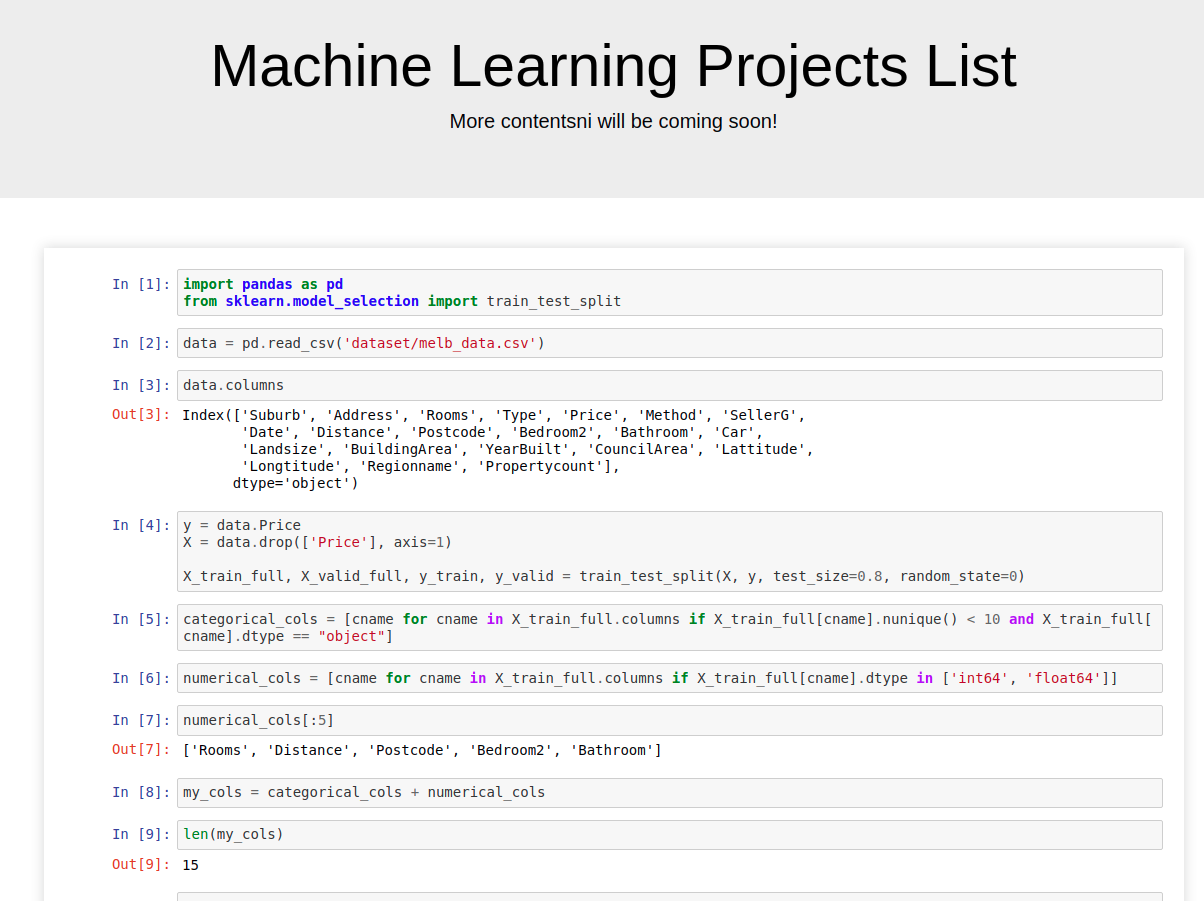 Machine Learning Projects List
More contentsni will be coming soon!
In [1]:
import pandas as pd
from sklearn.model_selection import train_test_split
In [2]:
data = pd.read_csv('dataset/melb_data.csv')
In [3]:
data.columns
Out[3]:
Index(['Suburb', 'Address', 'Rooms', 'Type', 'Price', 'Method', 'SellerG',
       'Date', 'Distance', 'Postcode', 'Bedroom2', 'Bathroom', 'Car',
       'Landsize', 'BuildingArea', 'YearBuilt', 'CouncilArea', 'Lattitude',
       'Longtitude', 'Regionname', 'Propertycount'],
      dtype='object')
In [4]:
y = data.Price
X = data.drop(['Price'], axis=1)
X_train_full, X_valid_full, y_train, y_valid = train_test_split(X, y, test_size=0.8, random_state=0)
In [5]:
categorical_cols = [cname for cname in X_train_full.columns if X_train_full[cname].nunique() < 10 and X_train_full[
cname].dtype == "object"]
In [6]:
numerical_cols = [cname for cname in X_train_full.columns if X_train_full[cname].dtype in ['int64', 'float64']]
In [7]:
numerical_cols[:5]
Out[7]:
['Rooms', 'Distance', 'Postcode', 'Bedroom2', 'Bathroom']
In [8]:
my_cols = categorical_cols + numerical_cols
In [9]:
len(my_cols)
Out[9]:
15